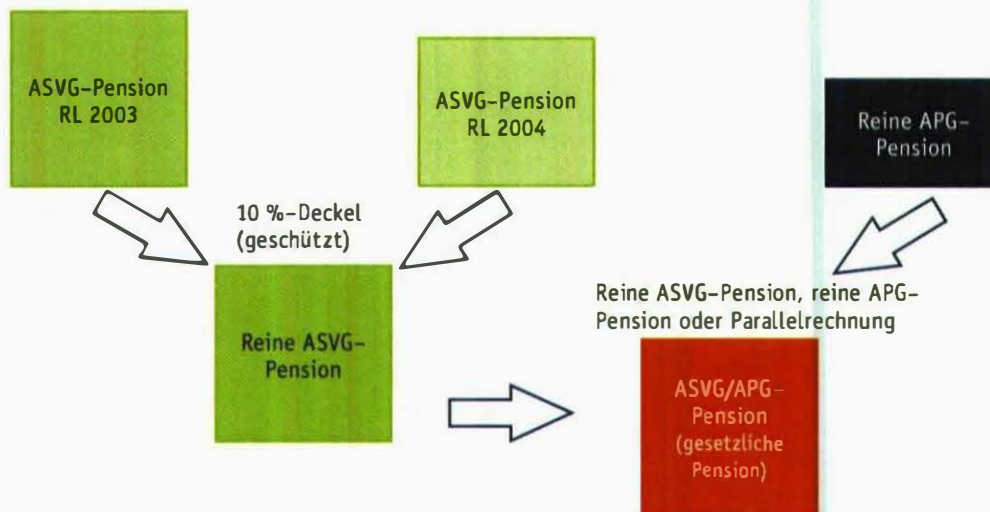 ASVG–Pension
RL 2003
ASVG–Pension
RL 2004
Reine APG–
Pension
10 %–Deckel
(geschützt)
Reine ASVG–
Pension
Reine ASVG–Pension, reine APG–
Pension oder Parallelrechnung
ASVG/APG–
Pension
(gesetzliche
Pension)